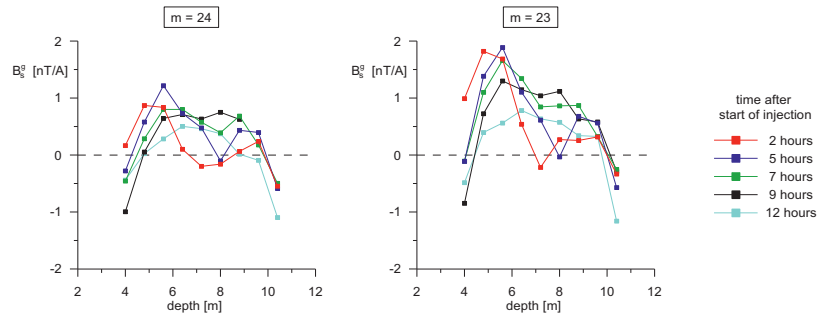 m = 24
m = 23
2
2
B_s^g [nT/A]
B_s^g [nT/A]
1
1
0
0
-1
-1
-2
-2
2 4 6 8 10 12
2 4 6 8 10 12
depth [m]
depth [m]
time after
start of injection
2 hours
5 hours
7 hours
9 hours
12 hours